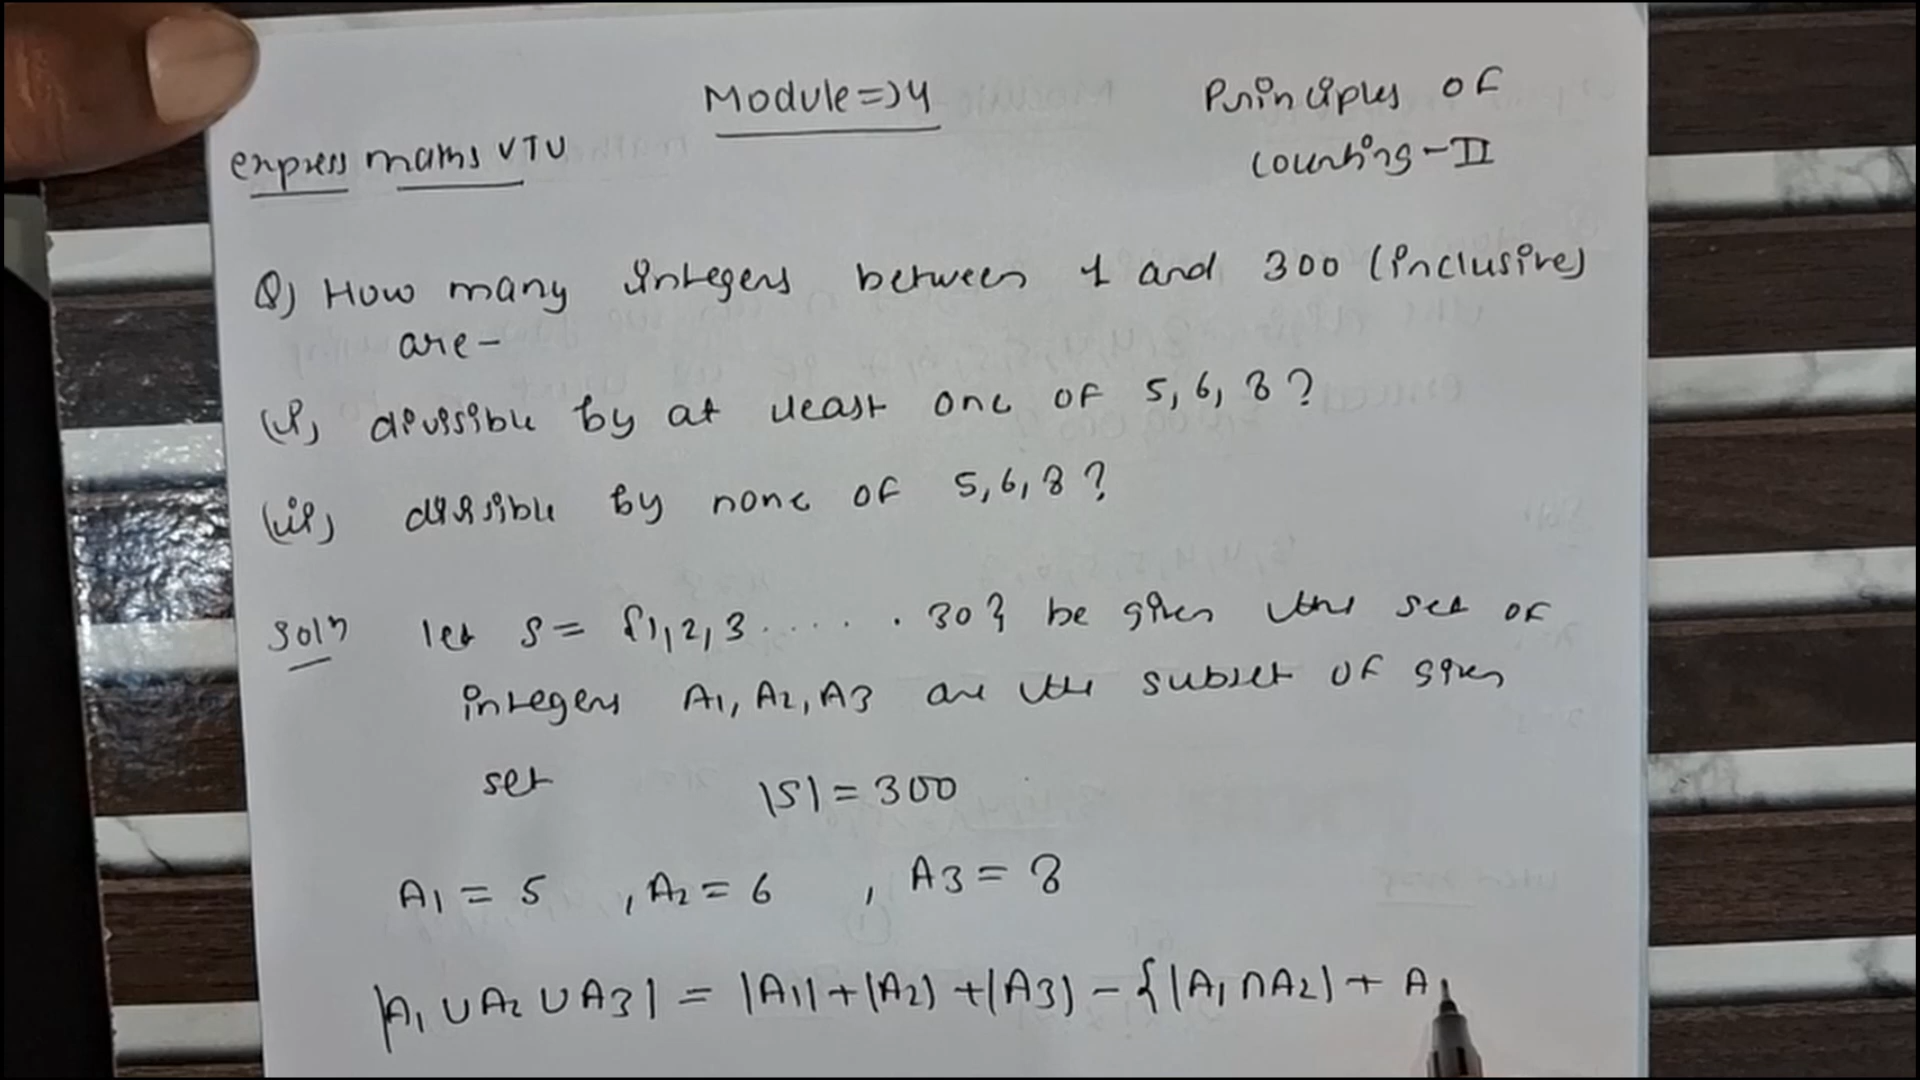 Module => 4
Principles of
counting - II
express maths VTU
Q) How many integers between 1 and 300 (inclusive)
are -
(i) divisible by at least one of 5, 6, 8?
(ii) divisible by none of 5, 6, 8?
Soln let S = {1, 2, 3 ..... 30} be given the set of
integers A1, A2, A3 are the subset of given
set |S| = 300
A1 = 5 , A2 = 6 , A3 = 8
|A1 ∪ A2 ∪ A3| = |A1| + |A2| + |A3| - {|A1 ∩ A2| + A1